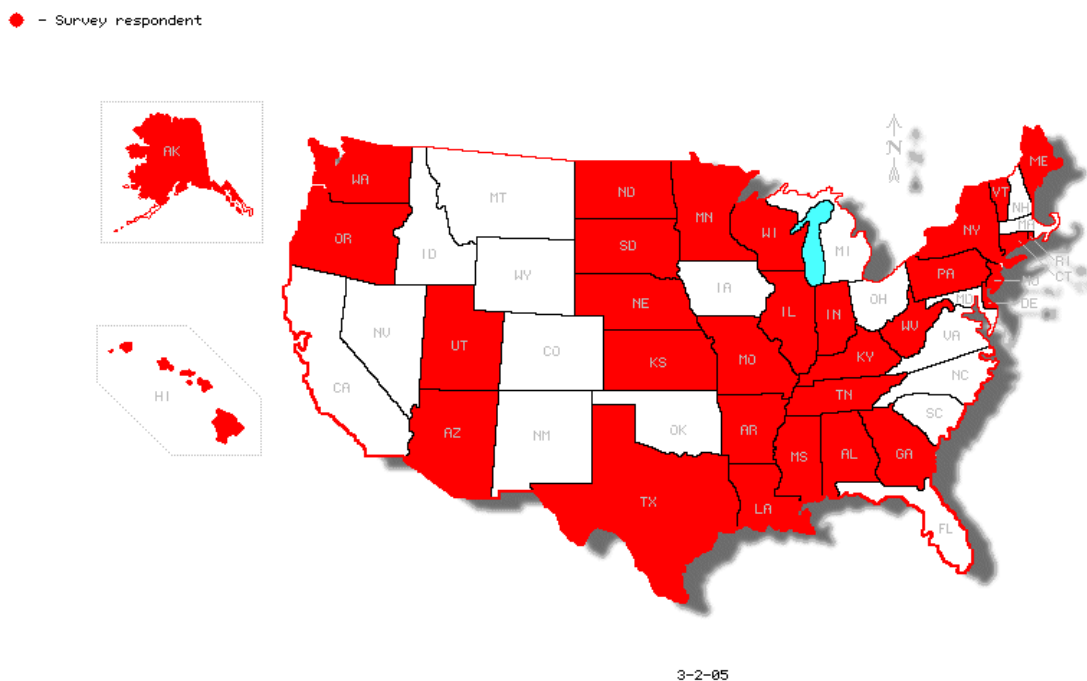 - Survey respondent
AK
WA
MT
ND
MN
ME
VT
NH
MA
NY
OR
ID
SD
WI
MI
RI
CT
WY
PA
NE
IA
OH
MD
DE
NV
UT
CO
KS
MO
IL
IN
WV
VA
KY
CA
HI
TN
NC
AZ
NM
OK
AR
SC
MS
AL
GA
TX
LA
FL
N
3-2-05